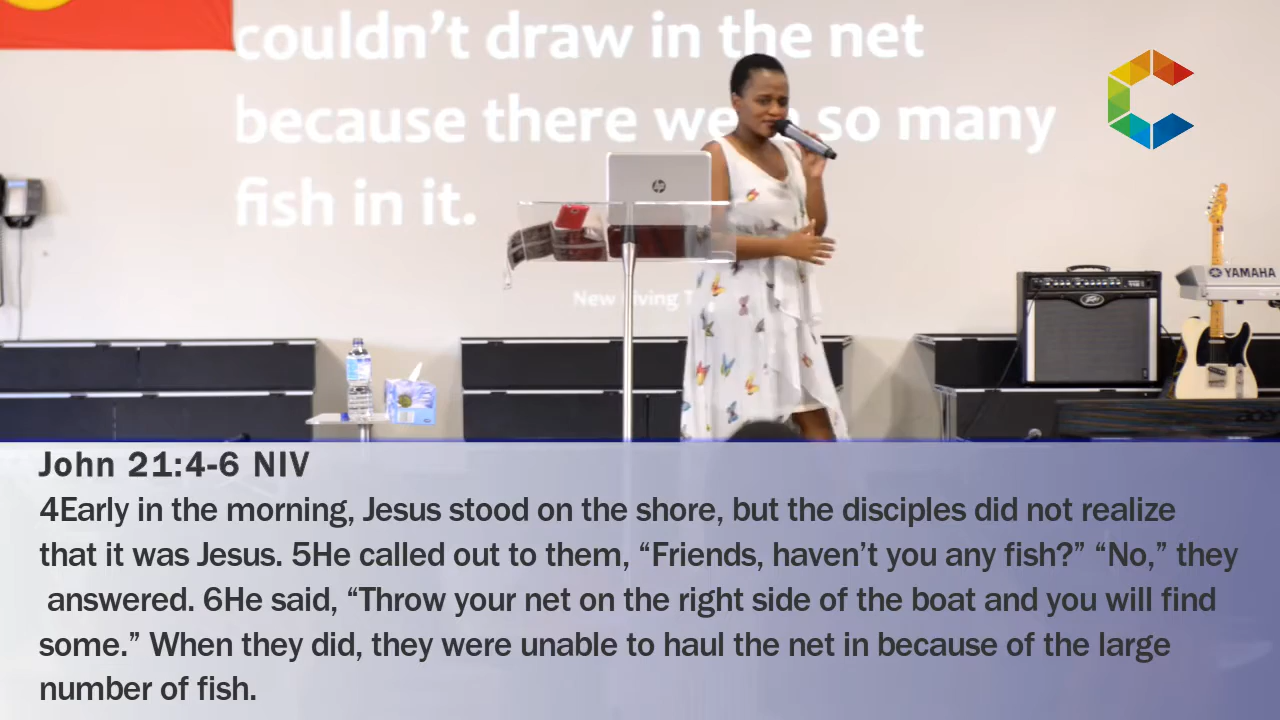 couldn't draw in the net
because there we so many
fish in it.
hp
New Living T
YAMAHA
John 21:4-6 NIV
4Early in the morning, Jesus stood on the shore, but the disciples did not realize
that it was Jesus. 5He called out to them, “Friends, haven’t you any fish?” “No,” they
answered. 6He said, “Throw your net on the right side of the boat and you will find
some.” When they did, they were unable to haul the net in because of the large
number of fish.